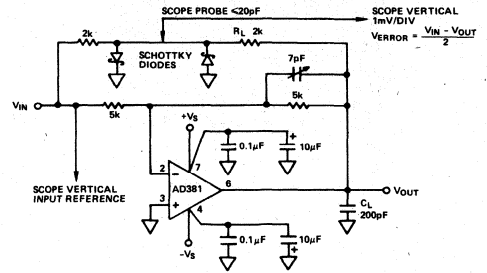 SCOPE PROBE ≤20pF
SCOPE VERTICAL
1mV/DIV
VERROR = VIN − VOUT
2
2k
RL 2k
SCHOTTKY
DIODES
7pF
VIN
5k
5k
+VS
0.1µF
+
10µF
2
−
7
AD381
6
3
+
4
VOUT
SCOPE VERTICAL
INPUT REFERENCE
CL
200pF
0.1µF
10µF
+
−VS